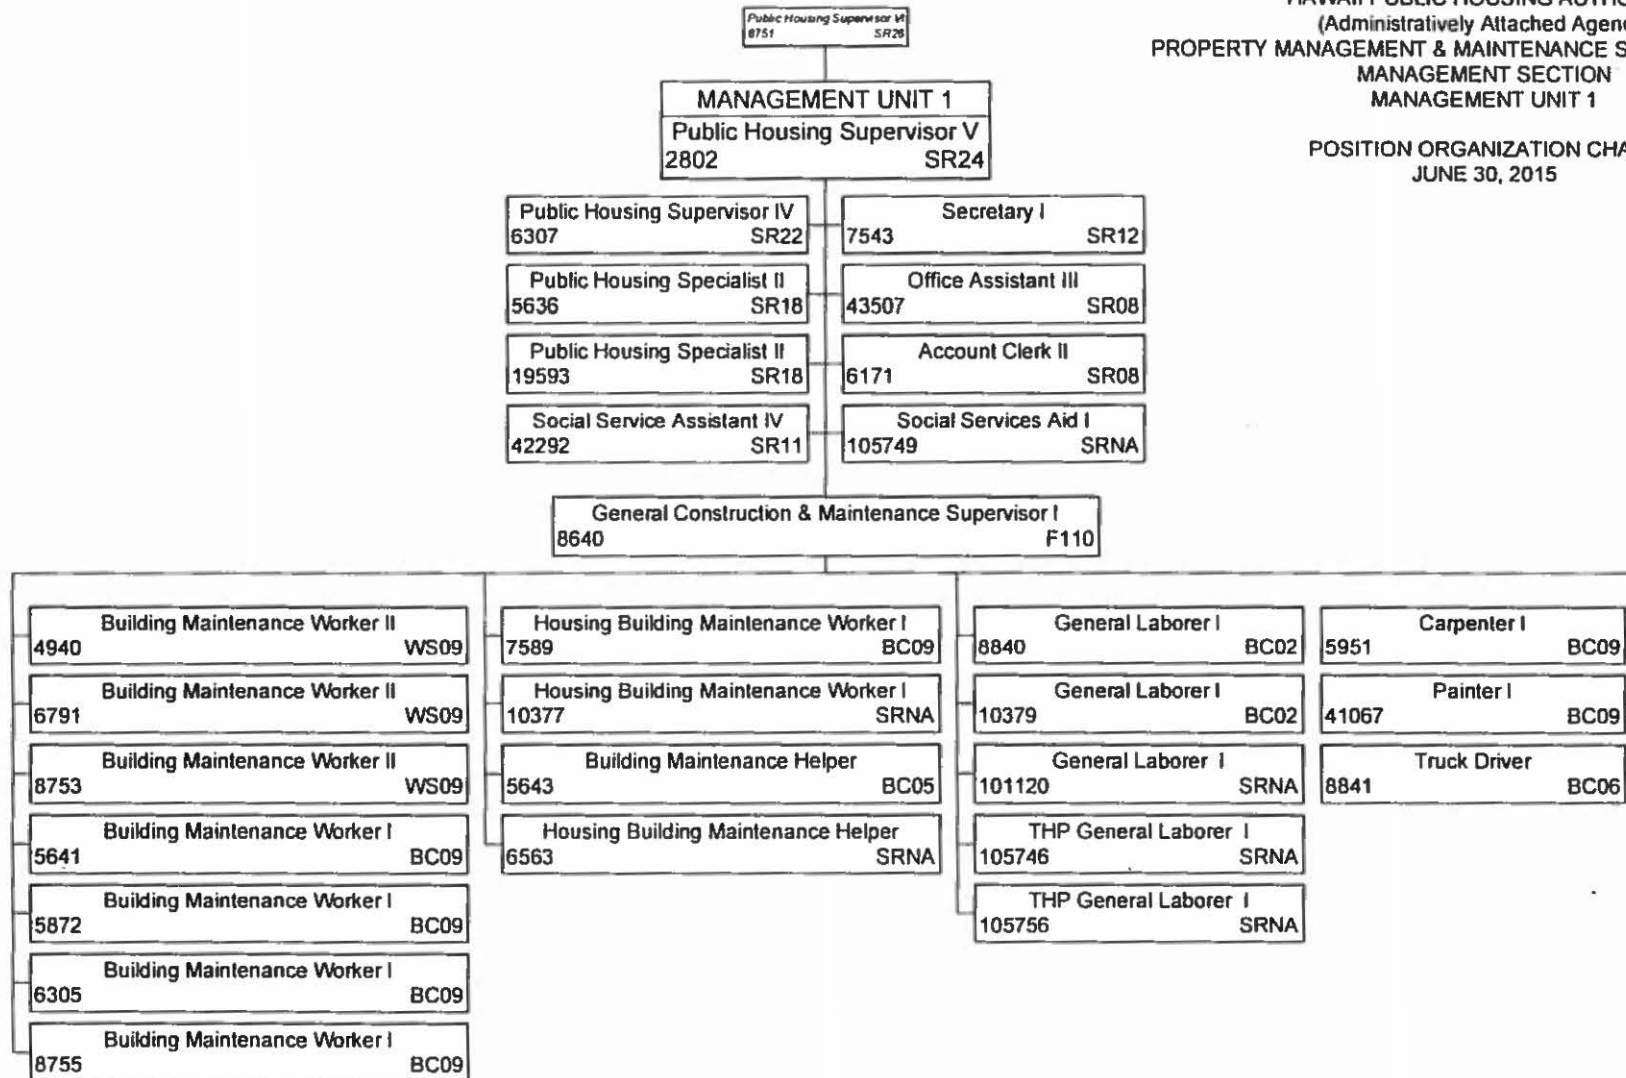 Public Housing Supervisor VI
6751 SR26
(Administratively Attached
PROPERTY MANAGEMENT & MAINTENANCE
MANAGEMENT SECTION
MANAGEMENT UNIT 1
POSITION ORGANIZATION
JUNE 30, 2015
MANAGEMENT UNIT 1
Public Housing Supervisor V
2802 SR24
Public Housing Supervisor IV
6307 SR22
Secretary I
7543 SR12
Public Housing Specialist II
5636 SR18
Office Assistant III
43507 SR08
Public Housing Specialist II
19593 SR18
Account Clerk II
6171 SR08
Social Service Assistant IV
42292 SR11
Social Services Aid I
105749 SRNA
General Construction & Maintenance Supervisor I
8640 F110
Building Maintenance Worker II
4940 WS09
Building Maintenance Worker II
6791 WS09
Building Maintenance Worker II
8753 WS09
Building Maintenance Worker I
5641 BC09
Building Maintenance Worker I
5872 BC09
Building Maintenance Worker I
6305 BC09
Building Maintenance Worker I
8755 BC09
Housing Building Maintenance Worker I
7589 BC09
Housing Building Maintenance Worker I
10377 SRNA
Building Maintenance Helper
5643 BC05
Housing Building Maintenance Helper
6563 SRNA
General Laborer I
8840 BC02
General Laborer I
10379 BC02
General Laborer I
101120 SRNA
THP General Laborer I
105746 SRNA
THP General Laborer I
105756 SRNA
Carpenter I
5951 BC09
Painter I
41067 BC09
Truck Driver
8841 BC06